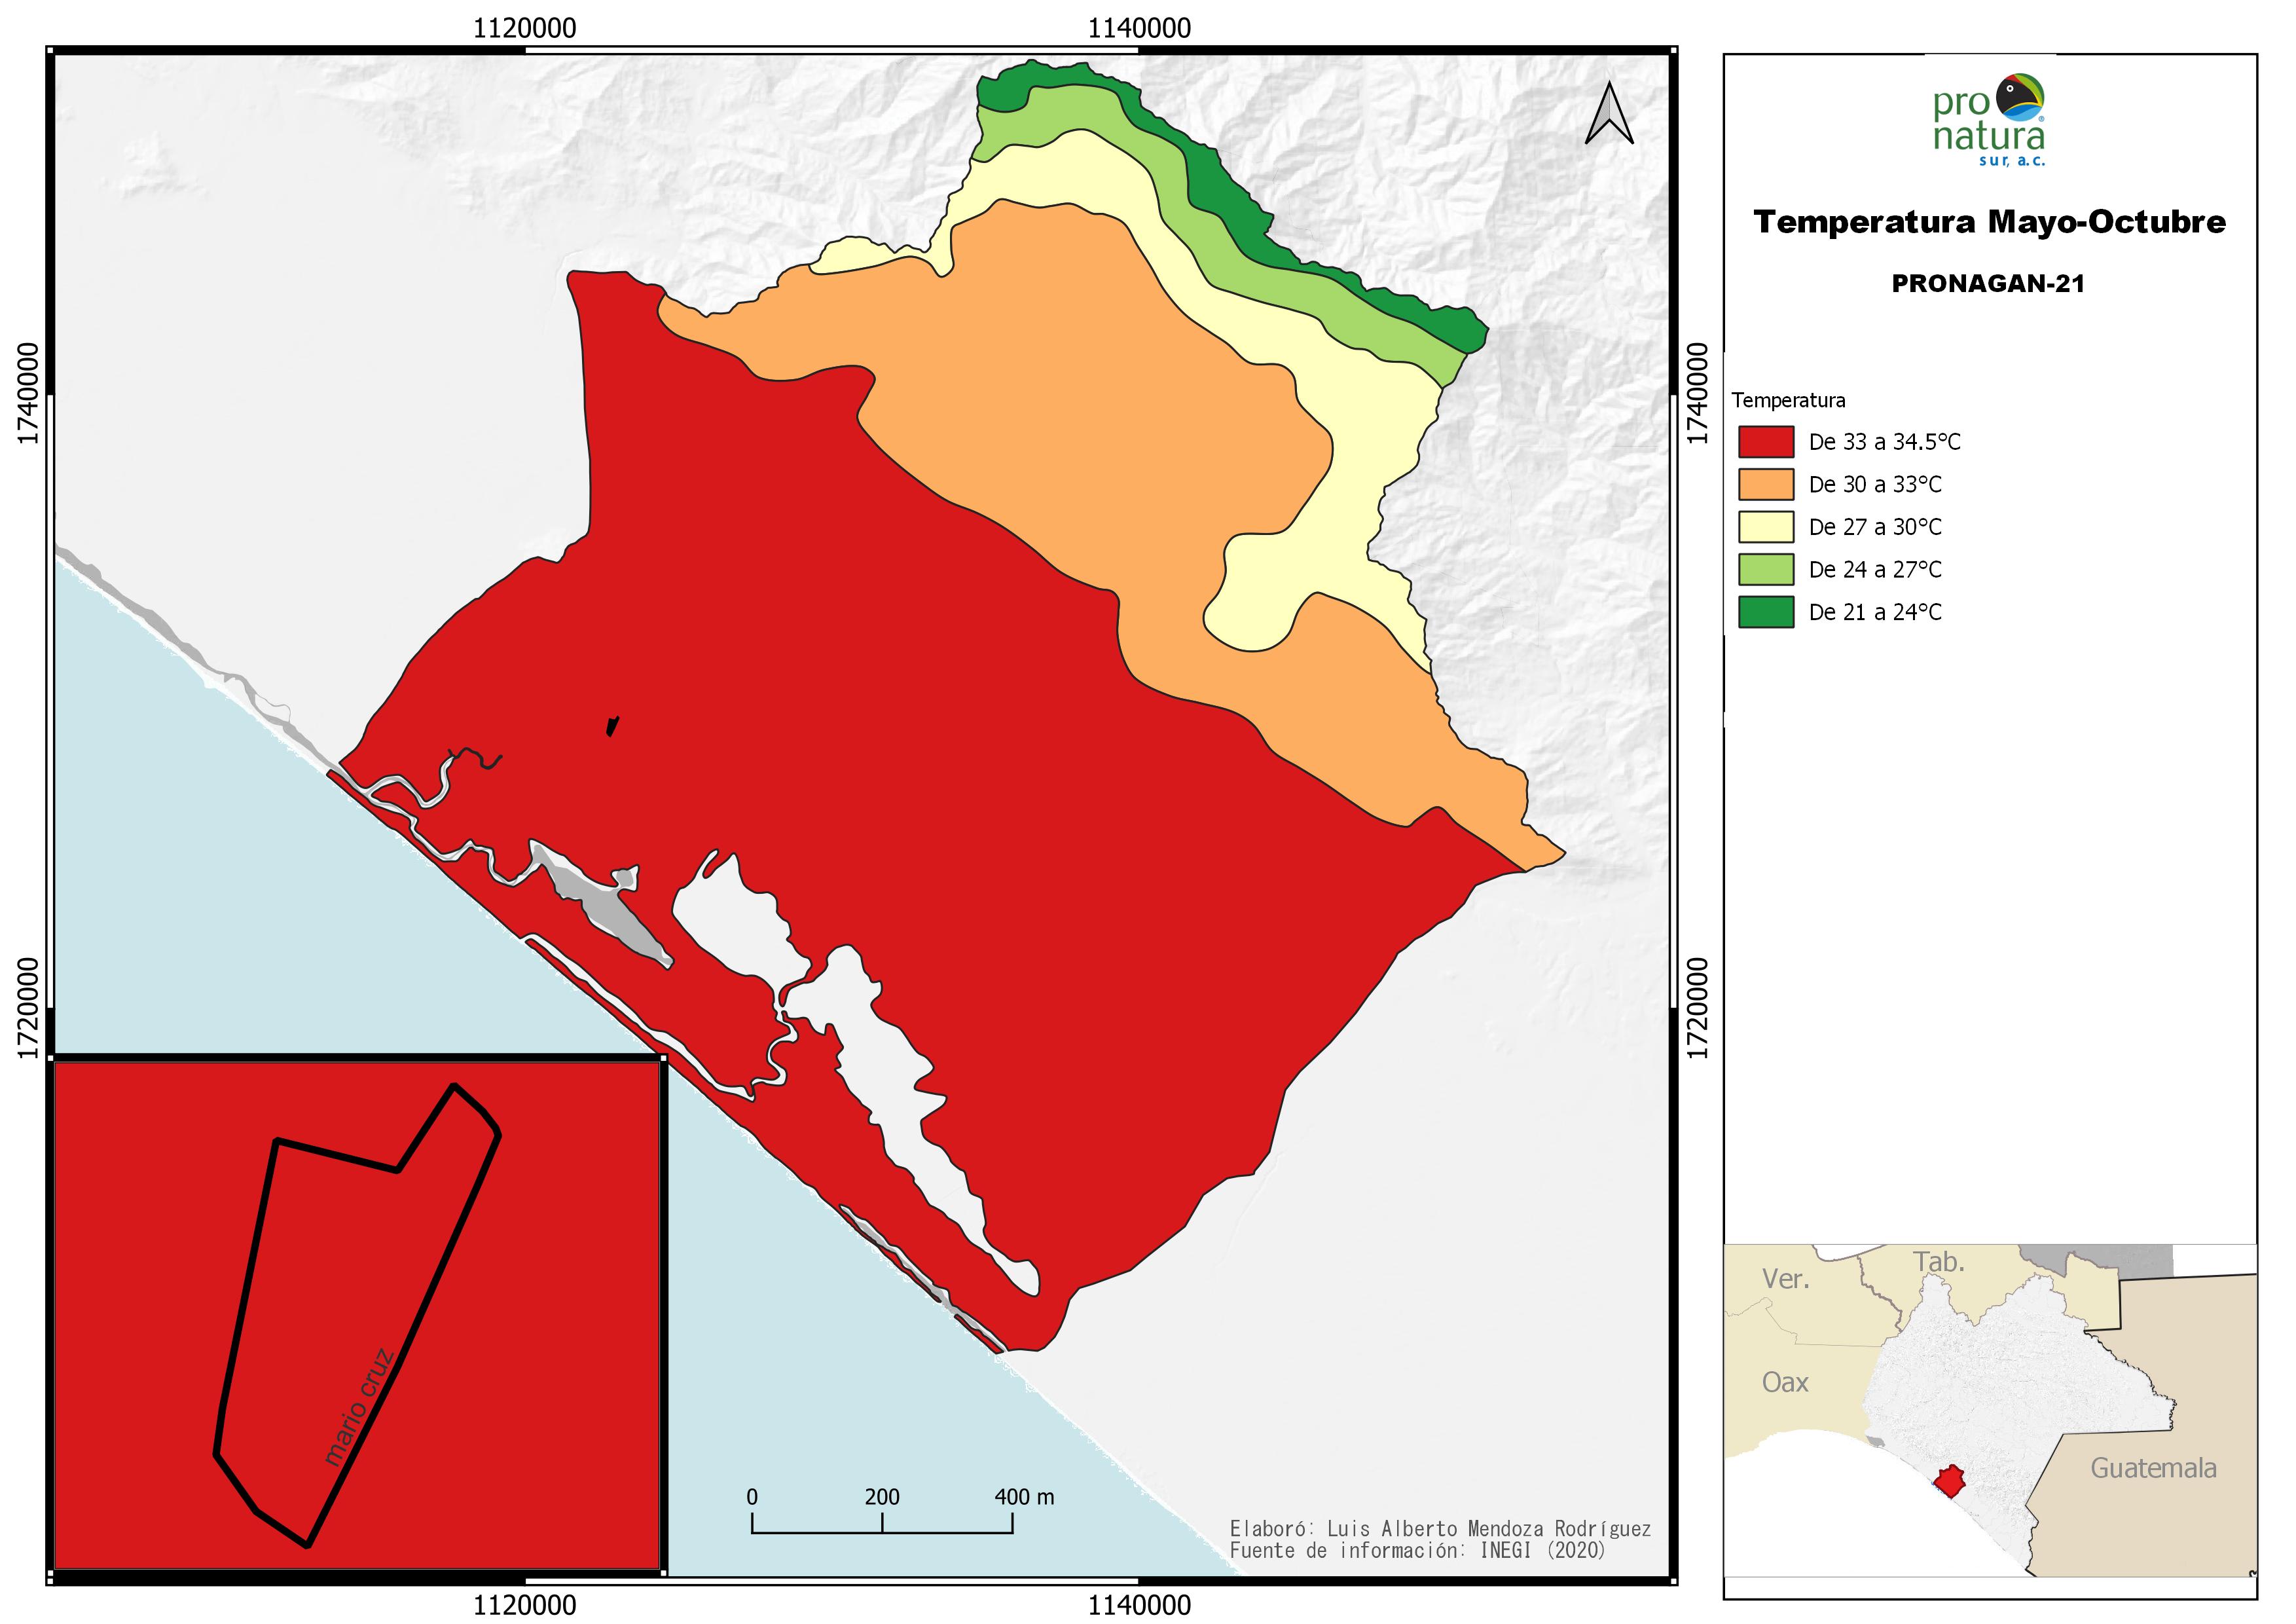 1120000
1140000
1740000
1740000
1720000
1720000
mario cruz
0
200
400 m
Elaboró: Luis Alberto Mendoza Rodríguez
Fuente de información: INEGI (2020)
1120000
1140000
pro
natura
®
sur, a.c.
Temperatura Mayo-Octubre
PRONAGAN-21
Temperatura
De 33 a 34.5°C
De 30 a 33°C
De 27 a 30°C
De 24 a 27°C
De 21 a 24°C
Ver.
Tab.
Oax
Guatemala